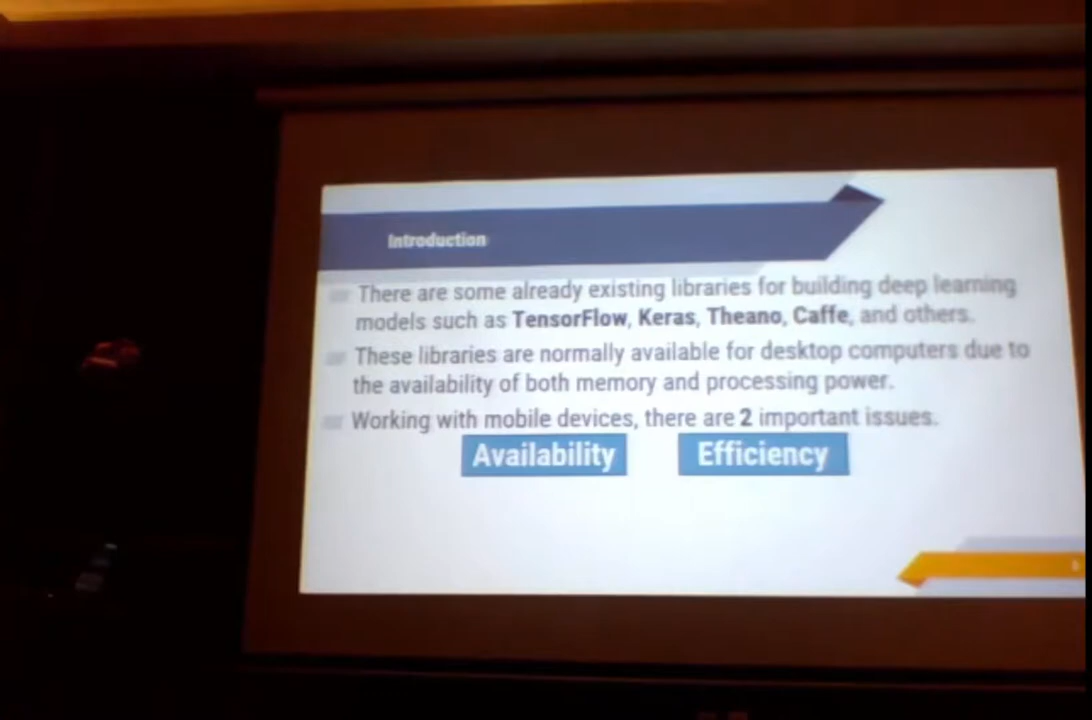 Introduction
There are some already existing libraries for building deep learning
models such as TensorFlow, Keras, Theano, Caffe, and others.
These libraries are normally available for desktop computers due to
the availability of both memory and processing power.
Working with mobile devices, there are 2 important issues.
Availability Efficiency